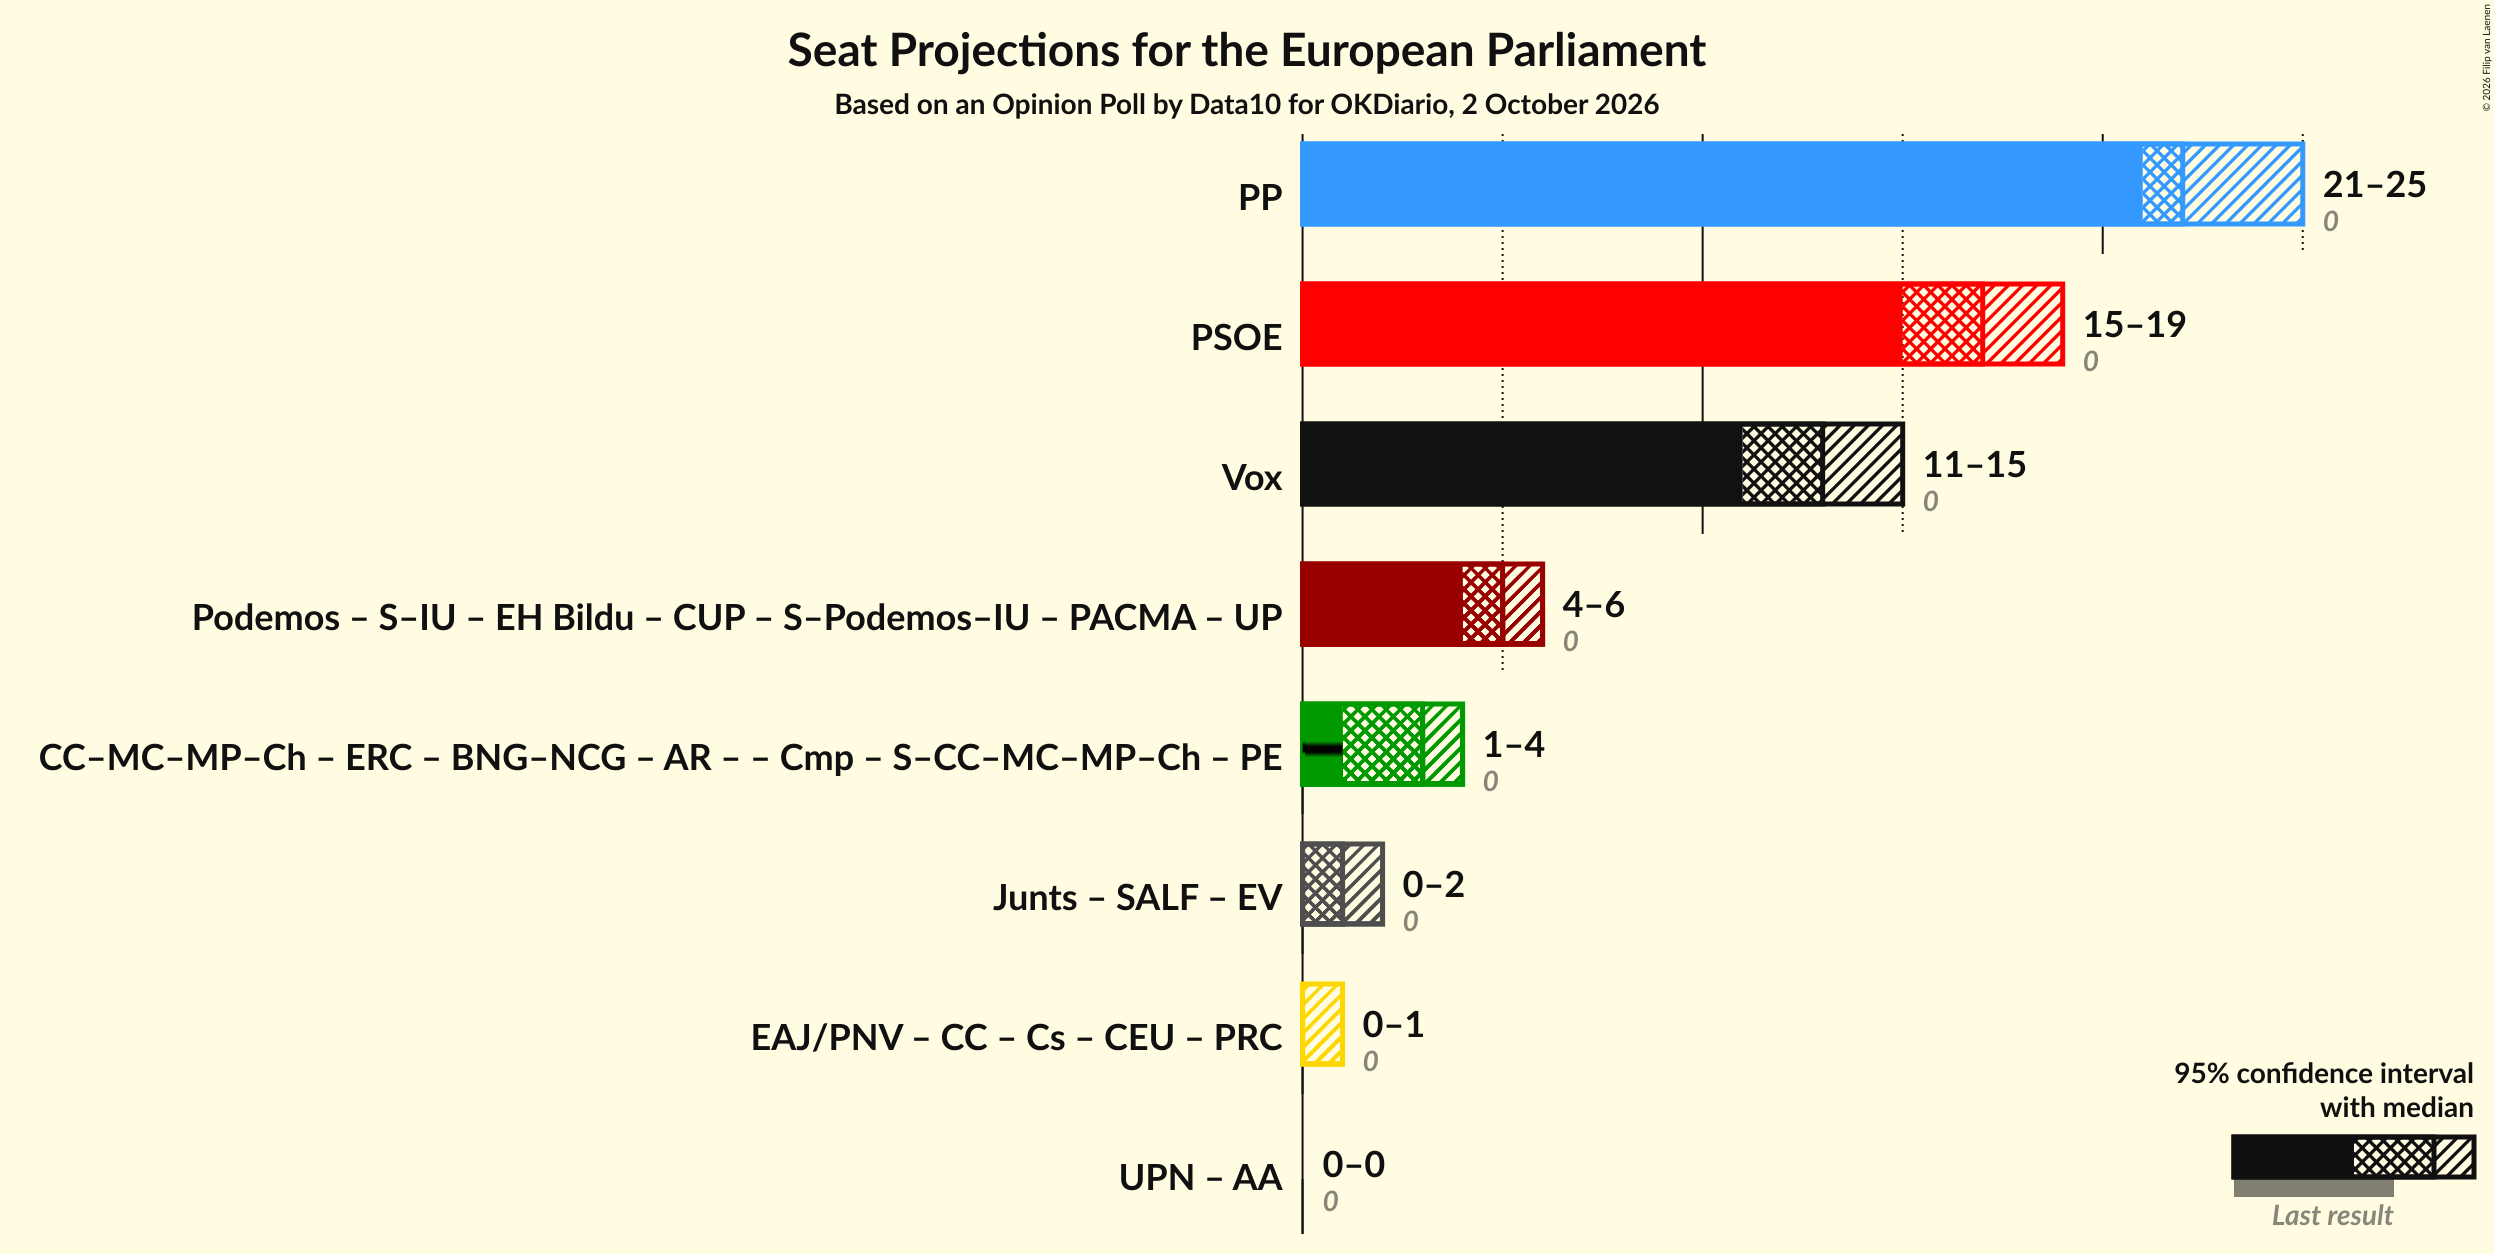 Seat Projections for the European Parliament
Based on an Opinion Poll by Data10 for OKDiario, 2 October 2026
© 2026 Filip van Laenen
PP
21–25
0
PSOE
15–19
0
Vox
11–15
0
Podemos – S–IU – EH Bildu – CUP – S–Podemos–IU – PACMA – UP
4–6
0
CC–MC–MP–Ch – ERC – BNG–NCG – AR – – Cmp – S–CC–MC–MP–Ch – PE
1–4
0
Junts – SALF – EV
0–2
0
EAJ/PNV – CC – Cs – CEU – PRC
0–1
0
UPN – AA
0–0
0
95% confidence interval
with median
Last result